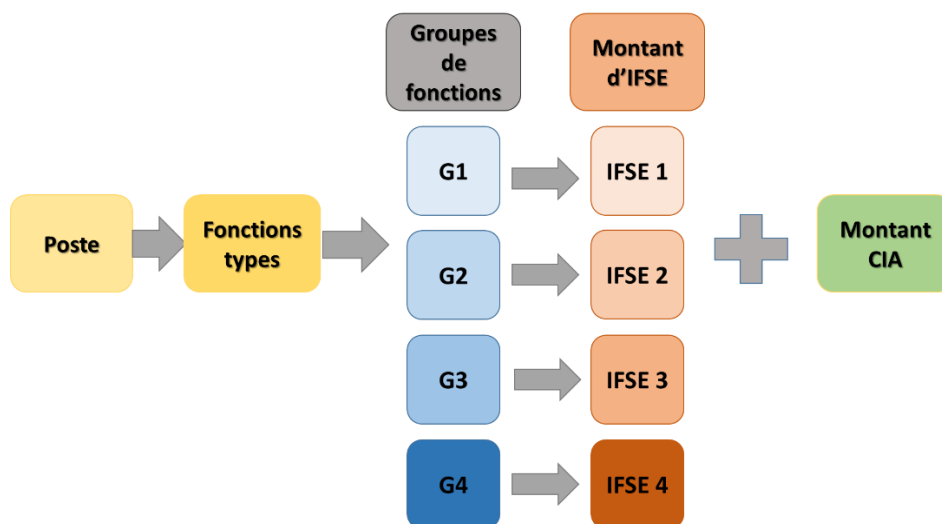 Groupes
de
fonctions
Montant
d'IFSE
G1
IFSE 1
Poste
Fonctions
types
G2
IFSE 2
Montant
CIA
G3
IFSE 3
G4
IFSE 4